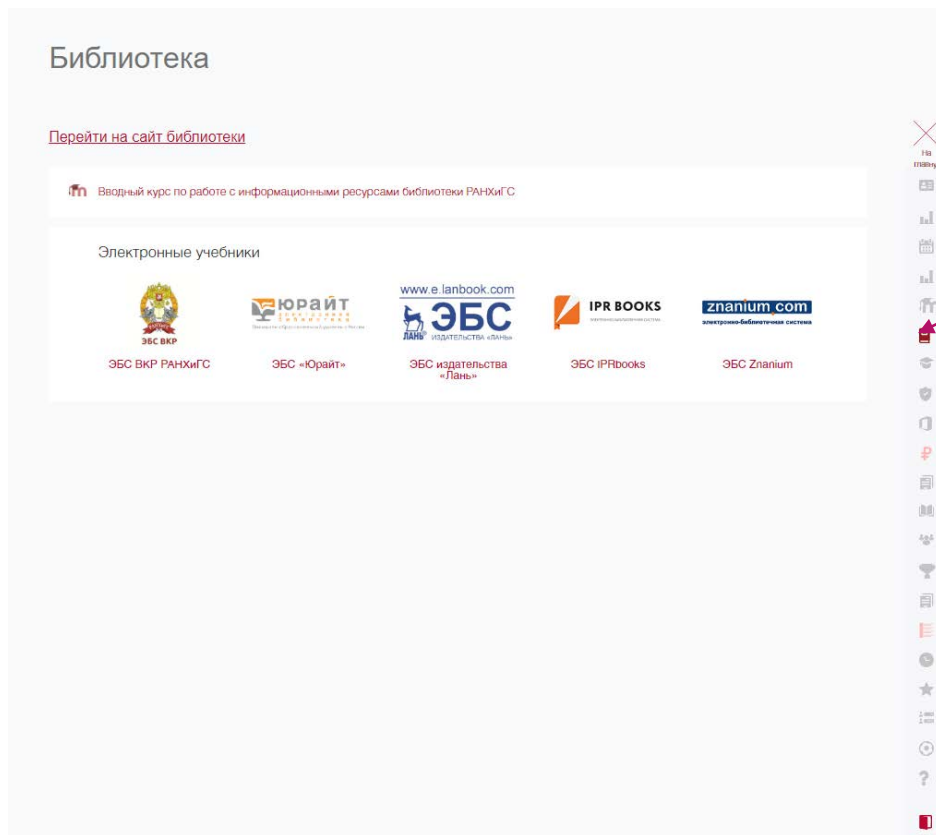 Библиотека
Перейти на сайт библиотеки
На
главну
Вводный курс по работе с информационными ресурсами библиотеки РАНХиГС
Электронные учебники
ЭБС ВКР
юрайт
www.e.lanbook.com
ЭБС
ЛАНЬ ИЗДАТЕЛЬСТВА «ЛАНЬ»
IPR BOOKS
znanium.com
электронно-библиотечная система
ЭБС ВКР РАНХиГС
ЭБС «Юрайт»
ЭБС издательства
«Лань»
ЭБС IPRbooks
ЭБС Znanium